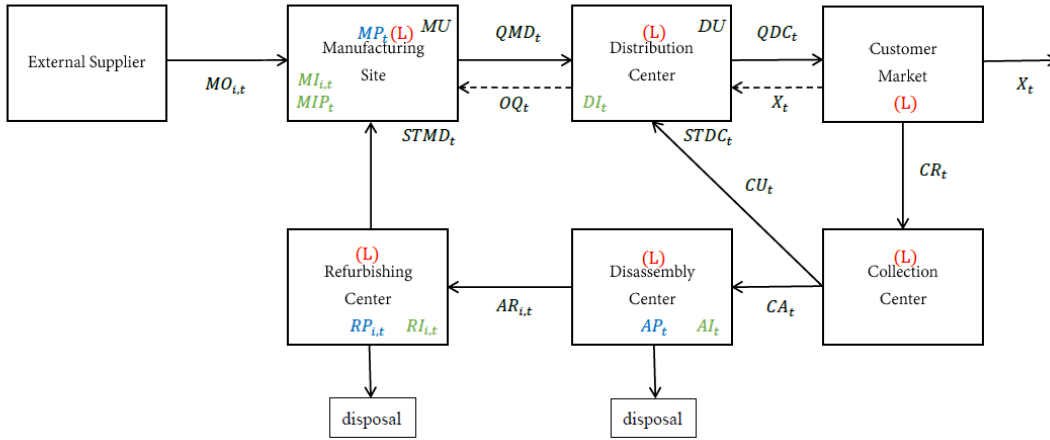 External Supplier
MO_{i,t}
MP_t (L) MU
Manufacturing
Site
MI_{i,t}
MIP_t
QMD_t
OQ_t
(L) DU
Distribution
Center
DI_t
QDC_t
X_t
Customer
Market
(L)
X_t
STMD_t
STDC_t
CU_t
CR_t
(L)
Refurbishing
Center
RP_{i,t} RI_{i,t}
AR_{i,t}
(L)
Disassembly
Center
AP_t AI_t
CA_t
(L)
Collection
Center
disposal
disposal